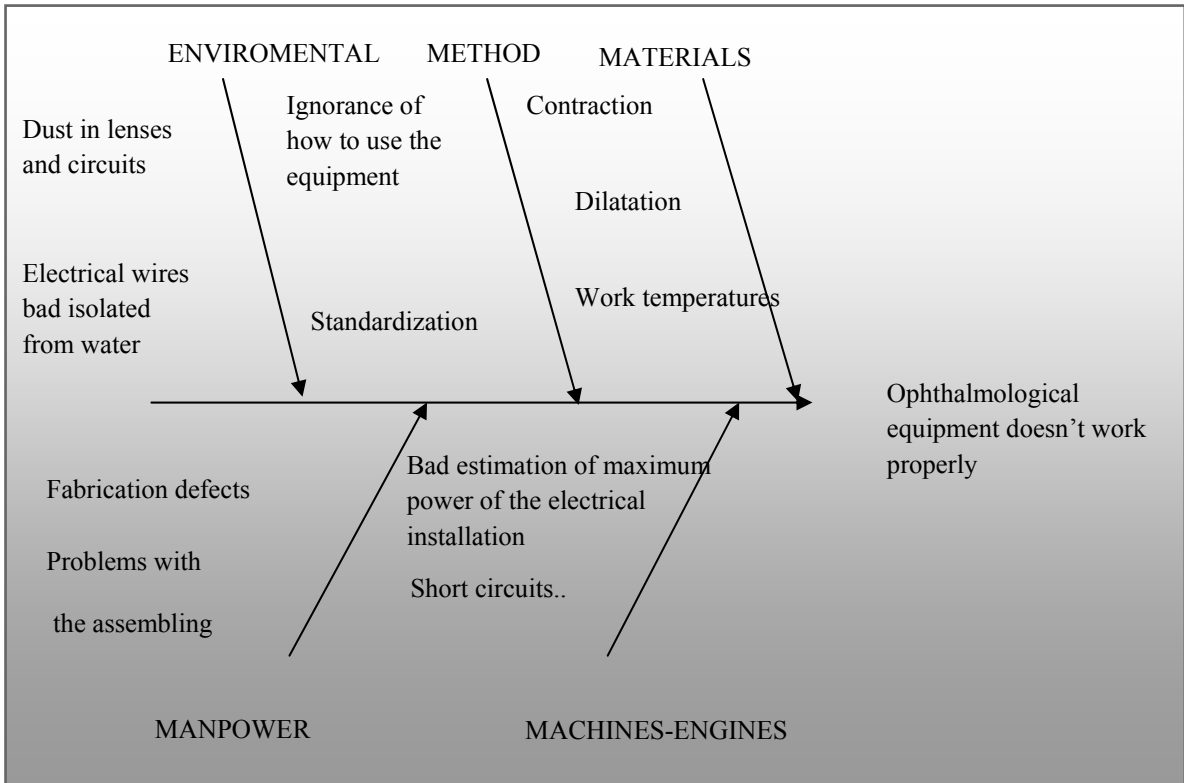 ENVIROMENTAL
METHOD
MATERIALS
Dust in lenses
and circuits
Ignorance of
how to use the
equipment
Contraction
Dilatation
Electrical wires
bad isolated
from water
Standardization
Work temperatures
Ophthalmological
equipment doesn’t work
properly
Fabrication defects
Problems with
the assembling
Bad estimation of maximum
power of the electrical
installation
Short circuits..
MANPOWER
MACHINES-ENGINES